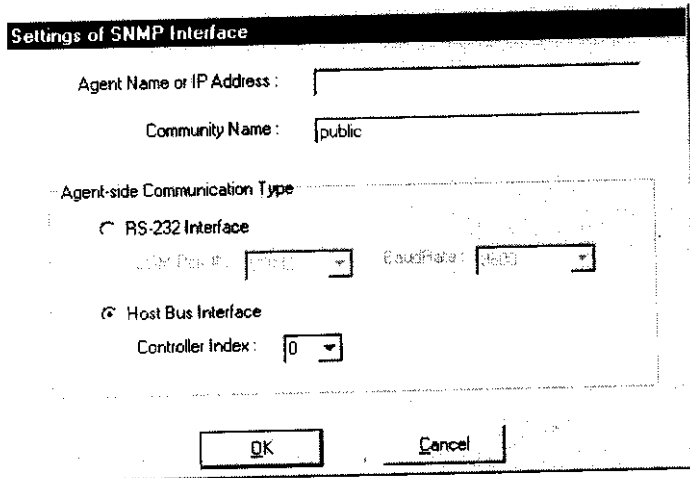 Settings of SNMP Interface
Agent Name or IP Address :
Community Name : public
Agent-side Communication Type
RS-232 Interface
BaudRate : 9600
Host Bus Interface
Controller Index : 0
OK Cancel